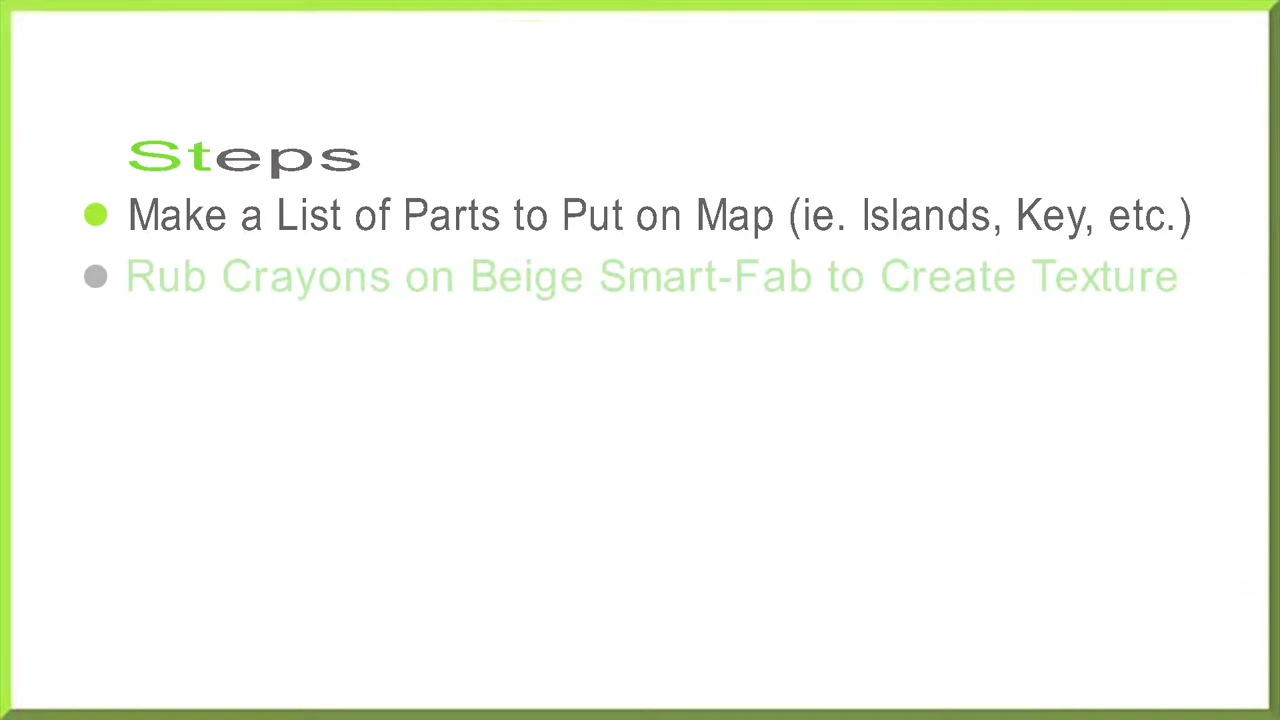 Steps
Make a List of Parts to Put on Map (ie. Islands, Key, etc.)
Rub Crayons on Beige Smart-Fab to Create Texture